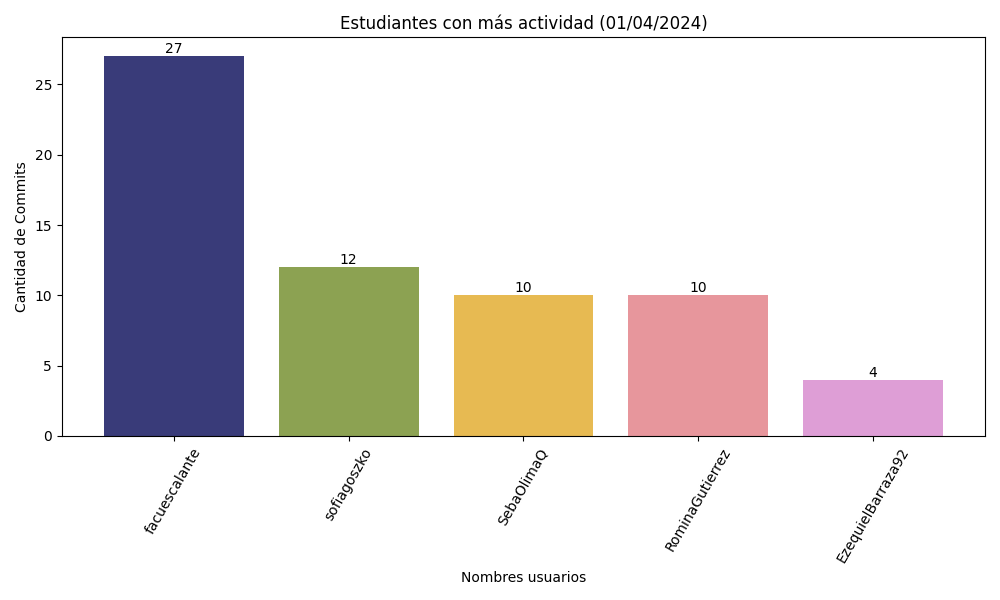 Estudiantes con más actividad (01/04/2024)
Cantidad de Commits
25
20
15
10
5
0
27
12
10
10
4
facuescalante
sofiagoszko
SebaOlimaQ
RominaGutierrez
EzequielBarraza92
Nombres usuarios